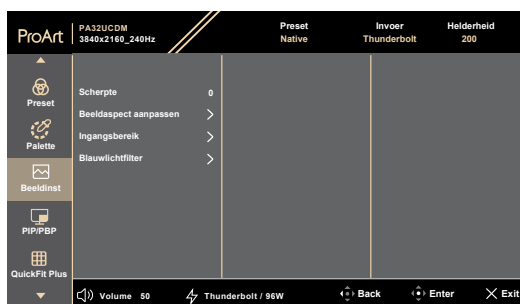 ProArt
PA32UCDM
3840x2160_240Hz
Preset
Native
Invoer
Thunderbolt
Helderheid
200
Preset
Palette
Beeldinst
PIP/PBP
QuickFit Plus
Scherpte 0
Beeldaspect aanpassen
Ingangsbereik
Blauwlichtfilter
Volume 50
Thunderbolt / 96W
Back
Enter
Exit